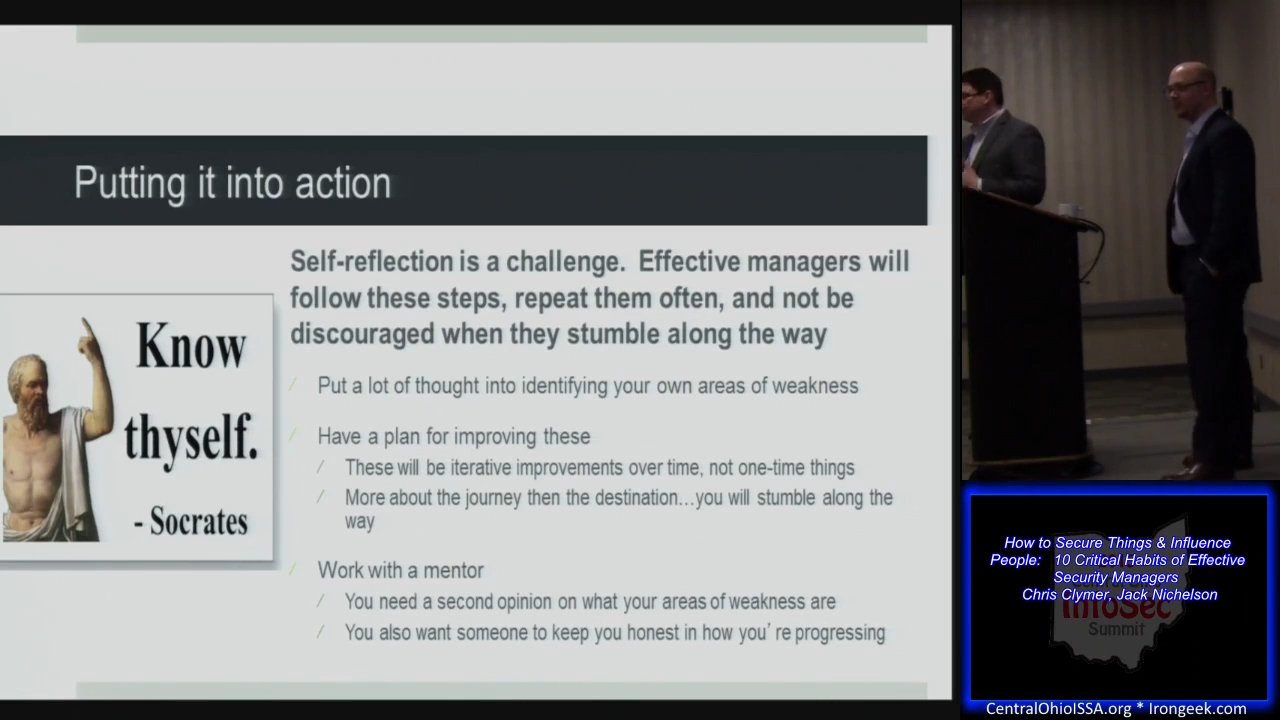 Putting it into action
Self-reflection is a challenge.  Effective managers will
follow these steps, repeat them often, and not be
discouraged when they stumble along the way
Know
thyself.
- Socrates
Put a lot of thought into identifying your own areas of weakness
Have a plan for improving these
These will be iterative improvements over time, not one-time things
More about the journey then the destination…you will stumble along the
way
Work with a mentor
You need a second opinion on what your areas of weakness are
You also want someone to keep you honest in how you’ re progressing
How to Secure Things & Influence
People:   10 Critical Habits of Effective
Security Managers
Chris Clymer, Jack Nichelson
InfoSec
Summit
CentralOhioISSA.org * Irongeek.com